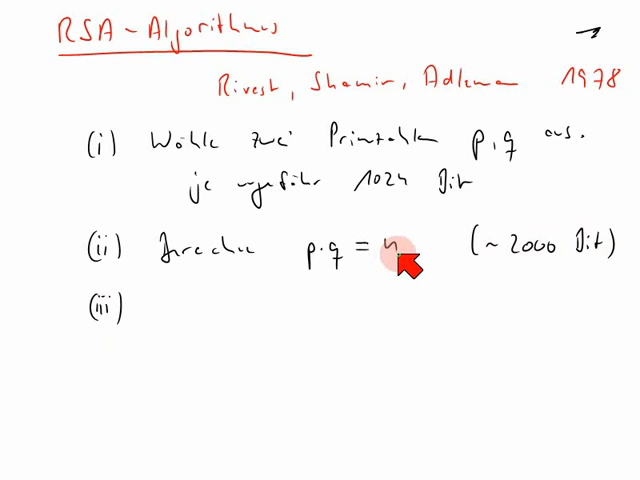 RSA-Algorithmus
Rivest, Shamir, Adleman 1978
(i) Wähle zwei Primzahlen p, q aus.
je ungefähr 1024 Bit
(ii) Berechne p·q = n (~ 2000 Bit)
(iii)